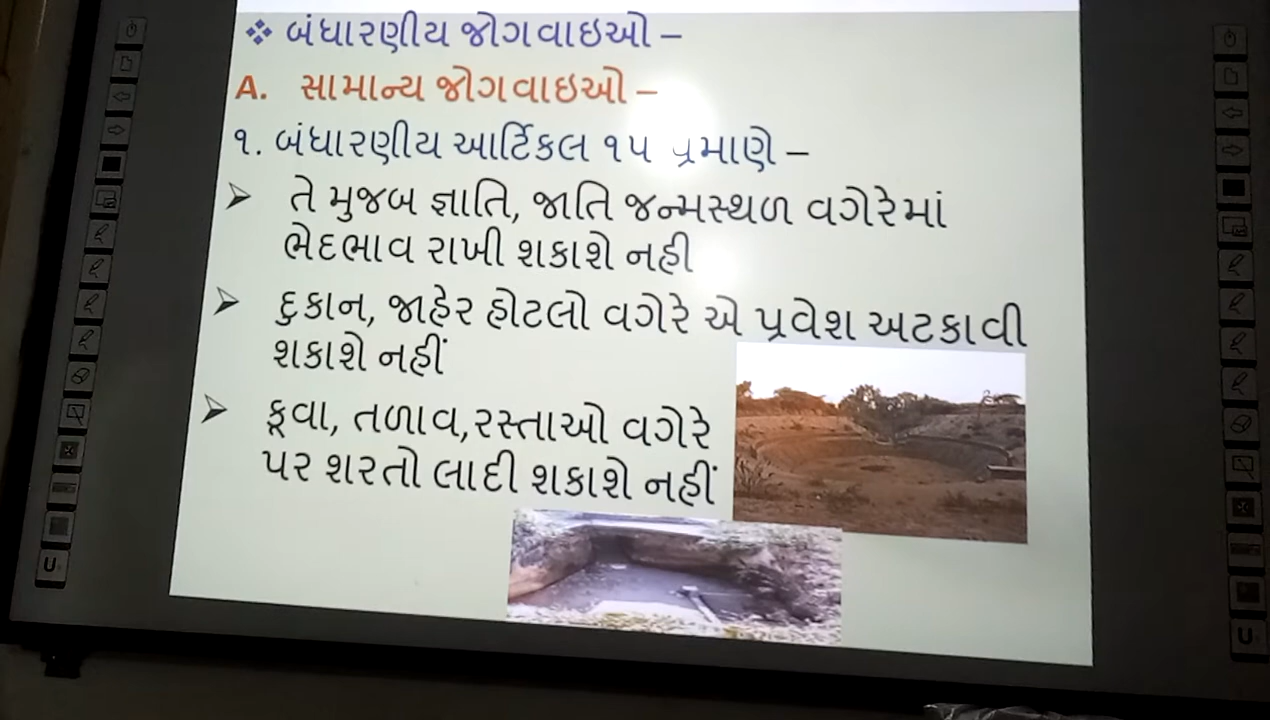 ❖ બંધારણીય જોગવાઇઓ –
A. સામાન્ય જોગવાઇઓ –
૧. બંધારણીય આર્ટિકલ ૧૫ પ્રમાણે –
➢ તે મુજબ જ્ઞાતિ, જાતિ જન્મસ્થળ વગેરેમાં
ભેદભાવ રાખી શકાશે નહી
➢ દુકાન, જાહેર હોટલો વગેરે એ પ્રવેશ અટકાવી
શકાશે નહીં
➢ કૂવા, તળાવ,રસ્તાઓ વગેરે
પર શરતો લાદી શકાશે નહીં